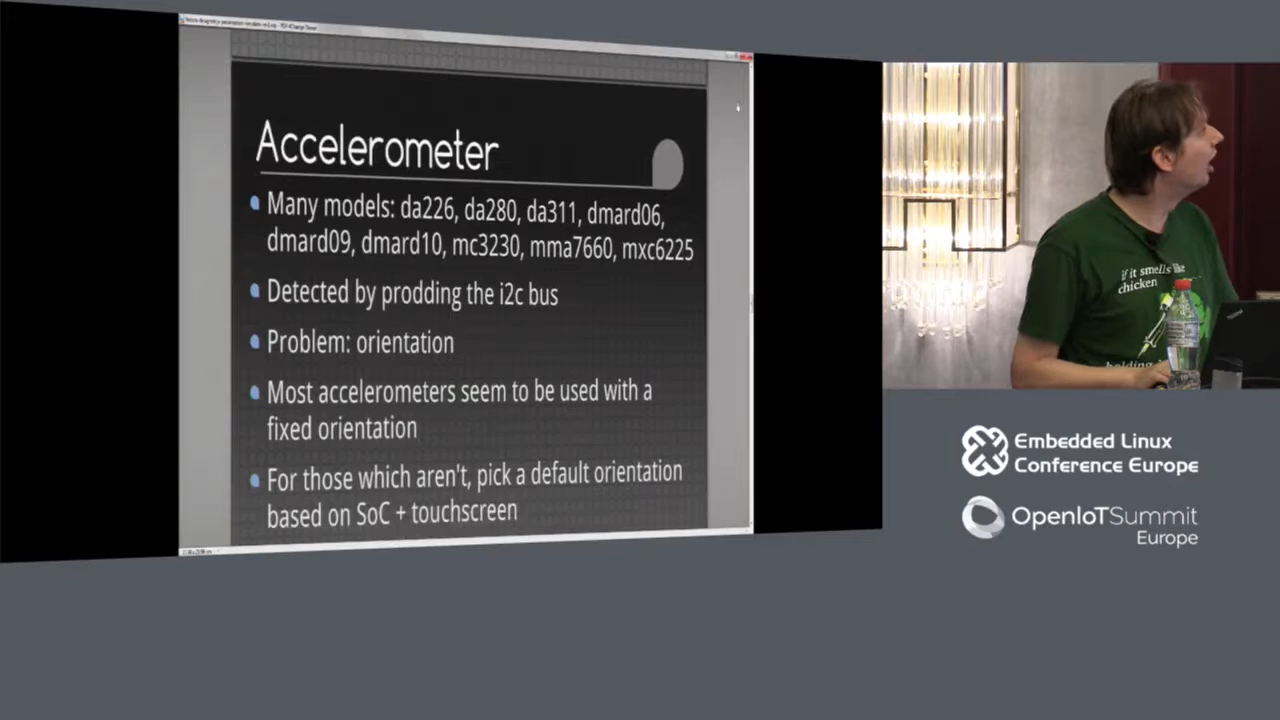 Accelerometer
Many models: da226, da280, da311, dmard06,
dmard09, dmard10, mc3230, mma7660, mxc6225
Detected by prodding the i2c bus
Problem: orientation
Most accelerometers seem to be used with a
fixed orientation
For those which aren't, pick a default orientation
based on SoC + touchscreen
if it smells like
chicken
ThinkPad
Embedded Linux
Conference Europe
OpenIoTSummit
Europe